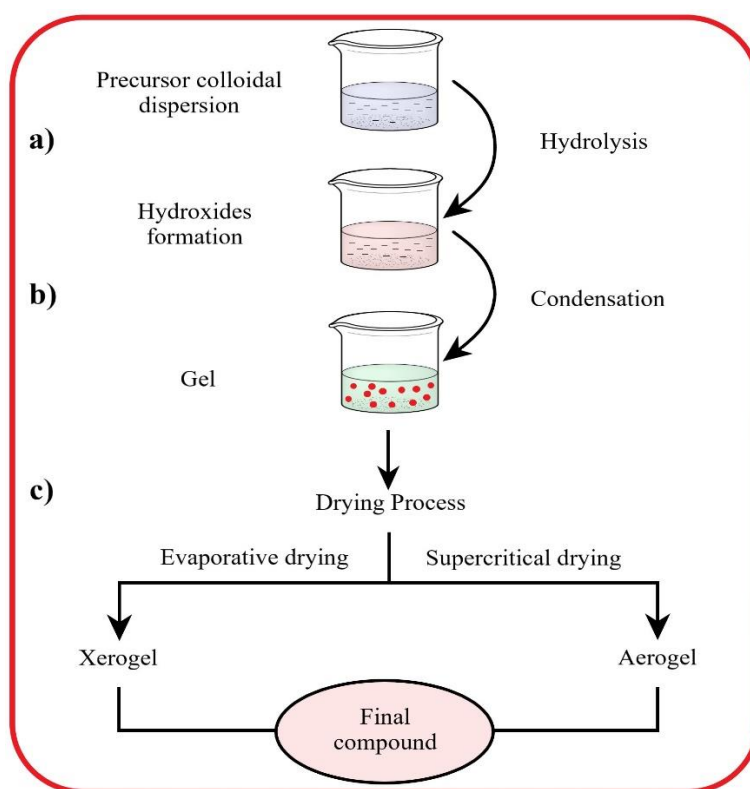 Precursor colloidal
dispersion
a)
Hydrolysis
Hydroxides
formation
b)
Condensation
Gel
c)
Drying Process
Evaporative drying
Supercritical drying
Xerogel
Aerogel
Final
compound